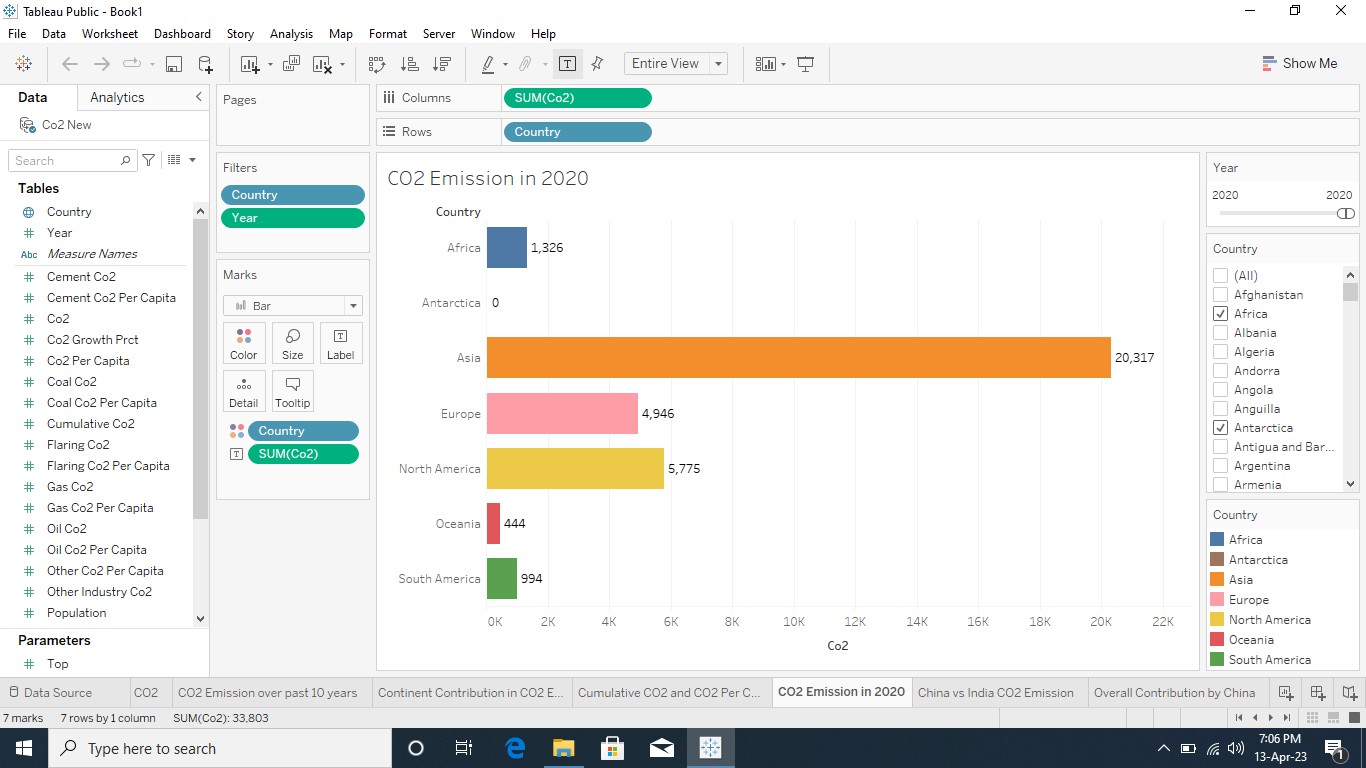 Tableau Public - Book1
File Data Worksheet Dashboard Story Analysis Map Format Server Window Help
Entire View
Show Me
Data Analytics
Co2 New
Search
Tables
Country
Year
Abc Measure Names
Cement Co2
Cement Co2 Per Capita
Co2
Co2 Growth Prct
Co2 Per Capita
Coal Co2
Coal Co2 Per Capita
Cumulative Co2
Flaring Co2
Flaring Co2 Per Capita
Gas Co2
Gas Co2 Per Capita
Oil Co2
Oil Co2 Per Capita
Other Co2 Per Capita
Other Industry Co2
Population
Parameters
Top
Pages
Filters
Country
Year
Marks
Bar
Color Size Label
Detail Tooltip
Country
SUM(Co2)
Columns SUM(Co2)
Rows Country
CO2 Emission in 2020
Country
Africa 1,326
Antarctica 0
Asia 20,317
Europe 4,946
North America 5,775
Oceania 444
South America 994
0K 2K 4K 6K 8K 10K 12K 14K 16K 18K 20K 22K
Co2
Year
2020 2020
Country
(All)
Afghanistan
Africa
Albania
Algeria
Andorra
Angola
Anguilla
Antarctica
Antigua and Bar...
Argentina
Armenia
Country
Africa
Antarctica
Asia
Europe
North America
Oceania
South America
Data Source CO2 CO2 Emission over past 10 years Continent Contribution in CO2 E... Cumulative CO2 and CO2 Per C... CO2 Emission in 2020 China vs India CO2 Emission Overall Contribution by China
7 marks 7 rows by 1 column SUM(Co2): 33,803
Type here to search
7:06 PM
13-Apr-23
1